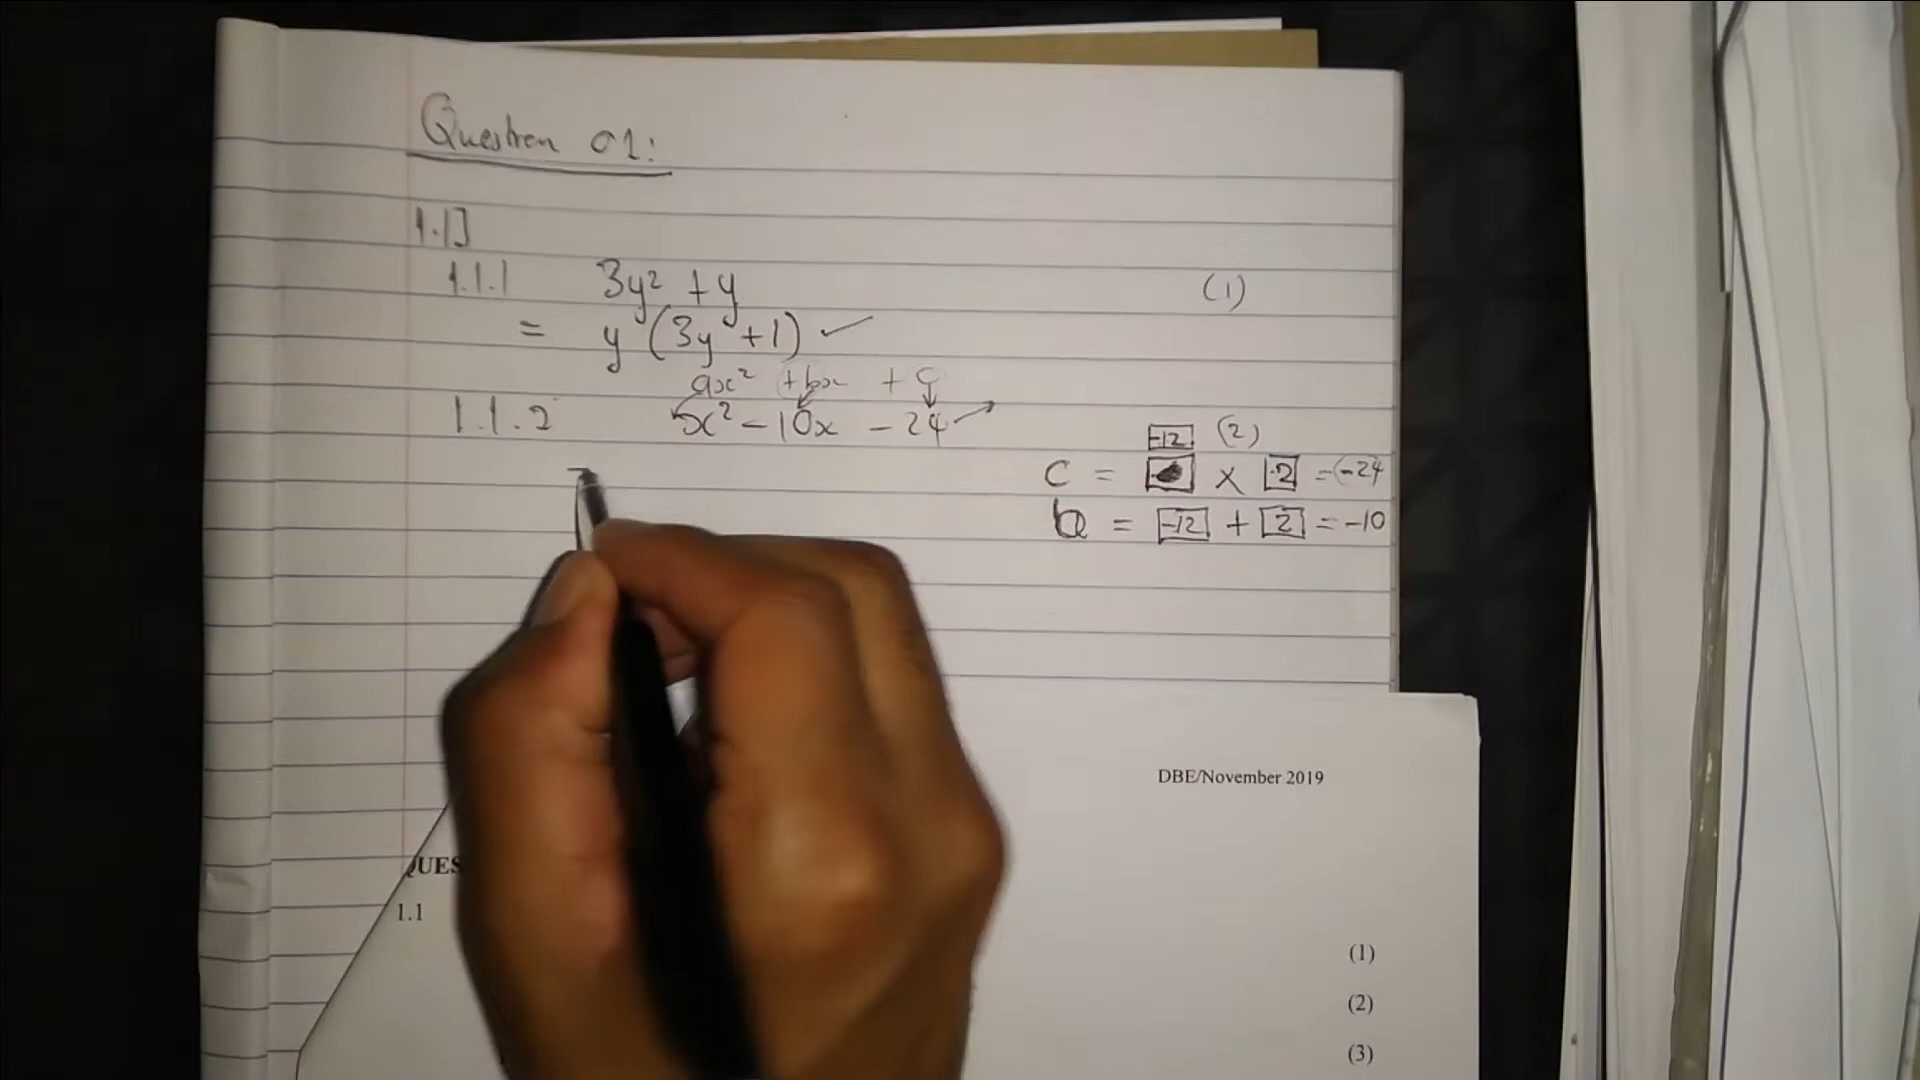 Question 01:
1.1]
1.1.1 3y² + y (1)
= y (3y + 1) ✓
ax² + bx + c
1.1.2 x² - 10x - 24
-12 (2)
c = × 2 = -24
b = -12 + 2 = -10
DBE/November 2019
QUES
1.1
(1)
(2)
(3)